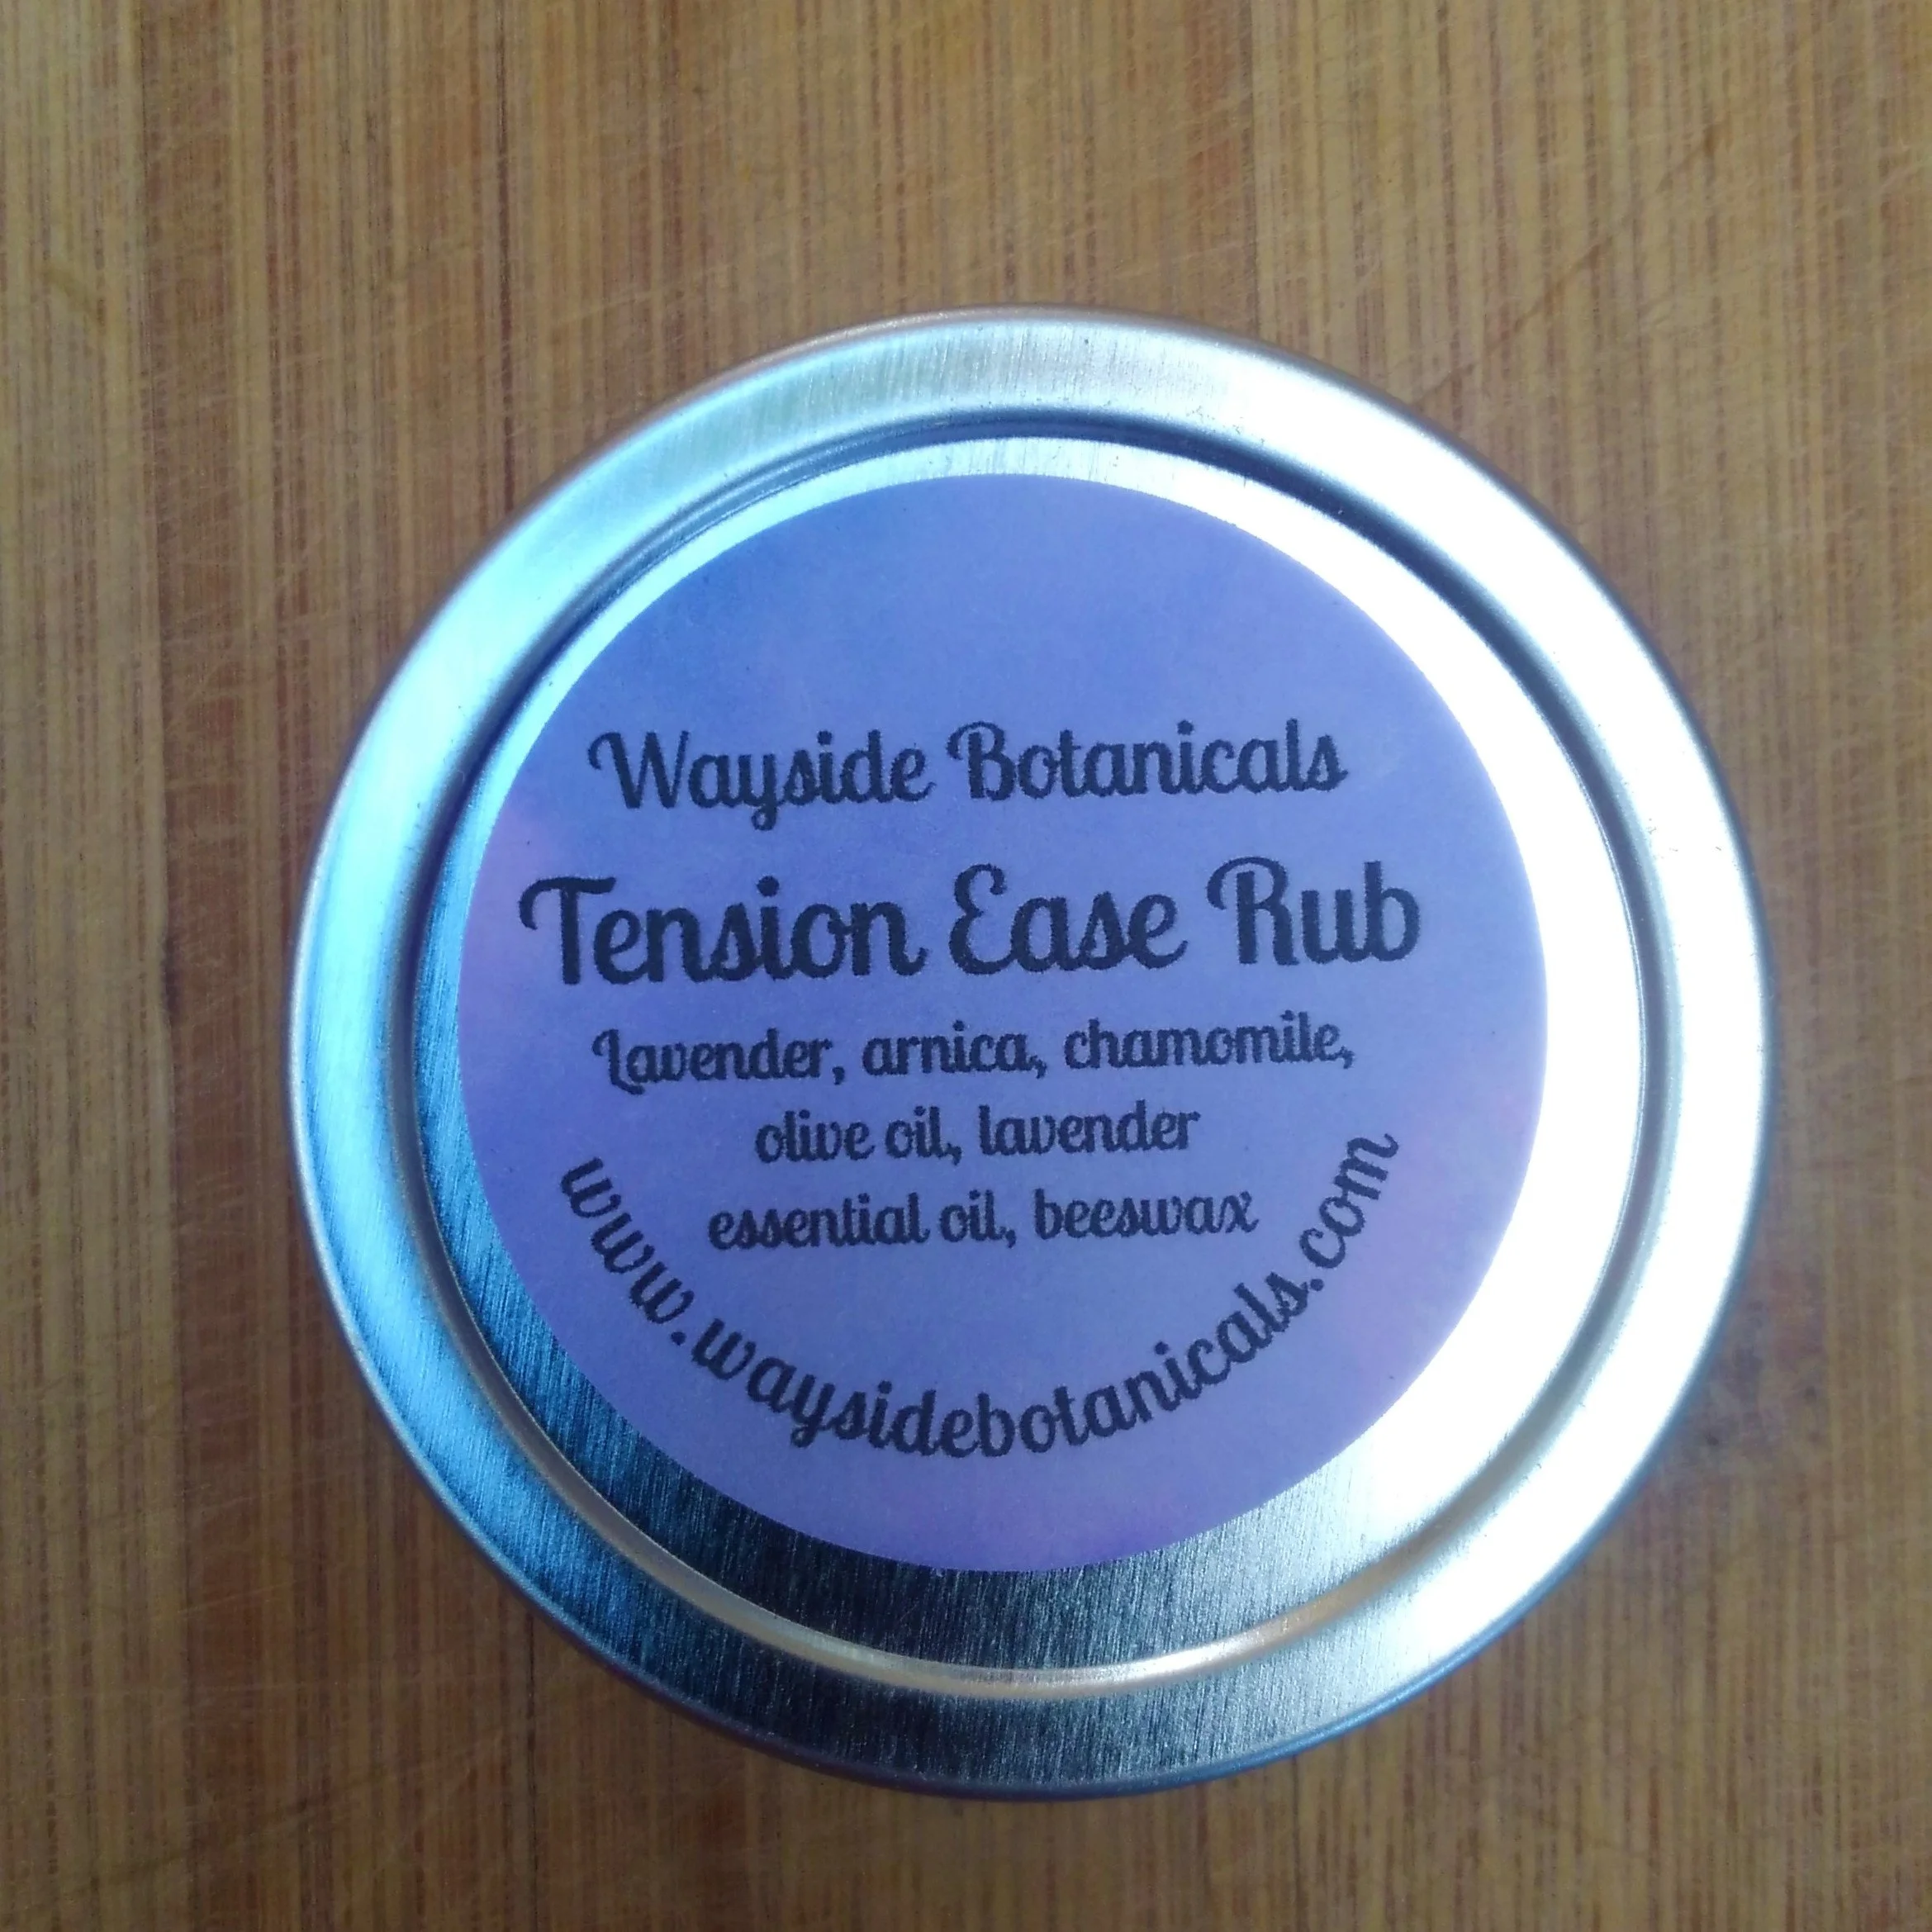 Wayside Botanicals
Tension Ease Rub
Lavender, arnica, chamomile,
olive oil, lavender
essential oil, beeswax
www.waysidebotanicals.com